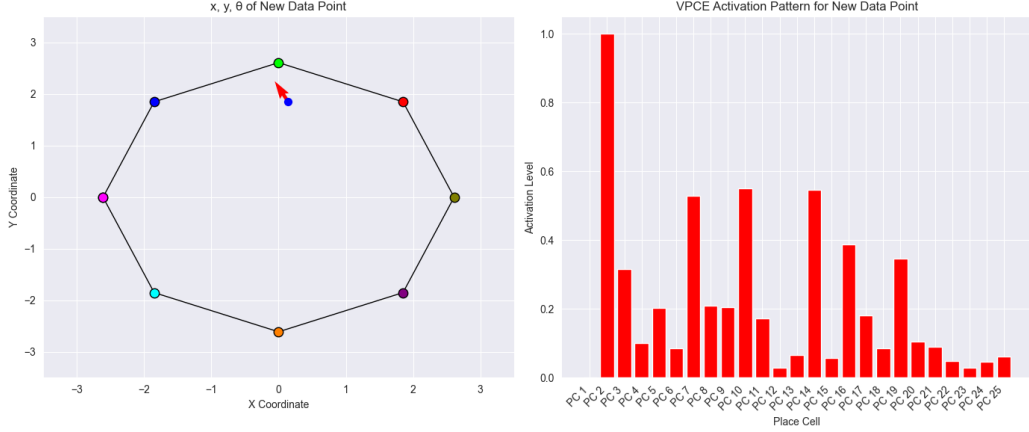 x, y, θ of New Data Point
3
2
1
0
−1
−2
−3
Y Coordinate
−3
−2
−1
0
1
2
3
X Coordinate
VPCE Activation Pattern for New Data Point
1.0
0.8
0.6
0.4
0.2
0.0
Activation Level
PC 1
PC 2
PC 3
PC 4
PC 5
PC 6
PC 7
PC 8
PC 9
PC 10
PC 11
PC 12
PC 13
PC 14
PC 15
PC 16
PC 17
PC 18
PC 19
PC 20
PC 21
PC 22
PC 23
PC 24
PC 25
Place Cell